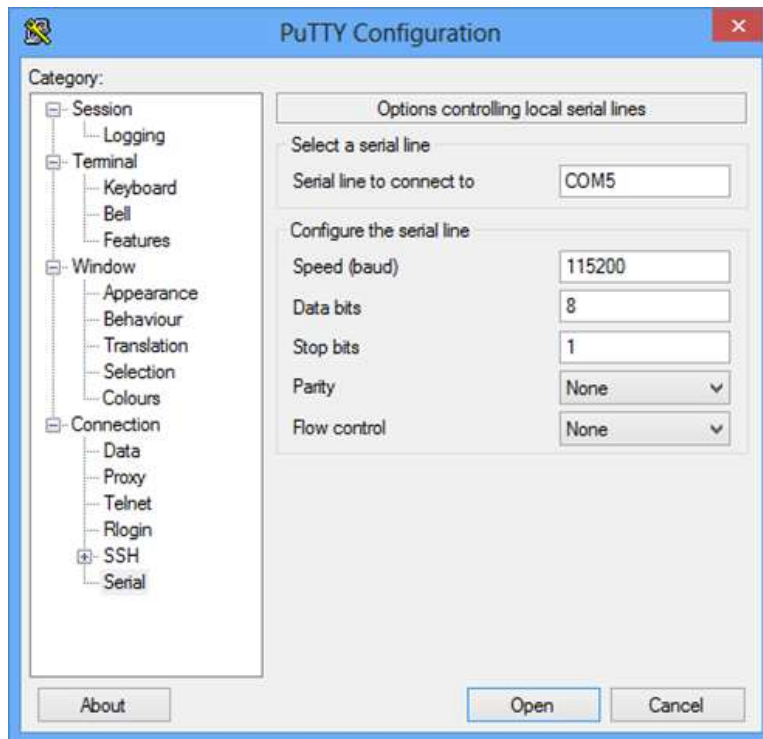 PuTTY Configuration
Category:
Session
Logging
Terminal
Keyboard
Bell
Features
Window
Appearance
Behaviour
Translation
Selection
Colours
Connection
Data
Proxy
Telnet
Rlogin
SSH
Serial
Options controlling local serial lines
Select a serial line
Serial line to connect to COM5
Configure the serial line
Speed (baud) 115200
Data bits 8
Stop bits 1
Parity None
Flow control None
About Open Cancel